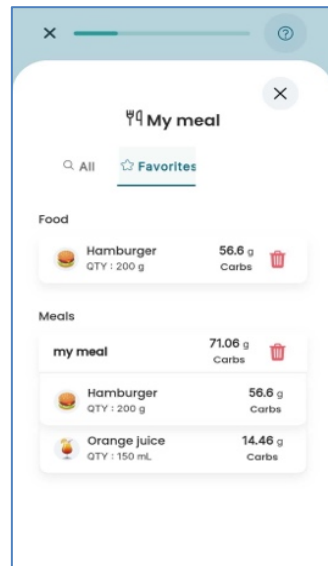 My meal
All Favorites
Food
Hamburger 56.6 g
QTY : 200 g Carbs
Meals
my meal 71.06 g
Carbs
Hamburger 56.6 g
QTY : 200 g Carbs
Orange juice 14.46 g
QTY : 150 mL Carbs